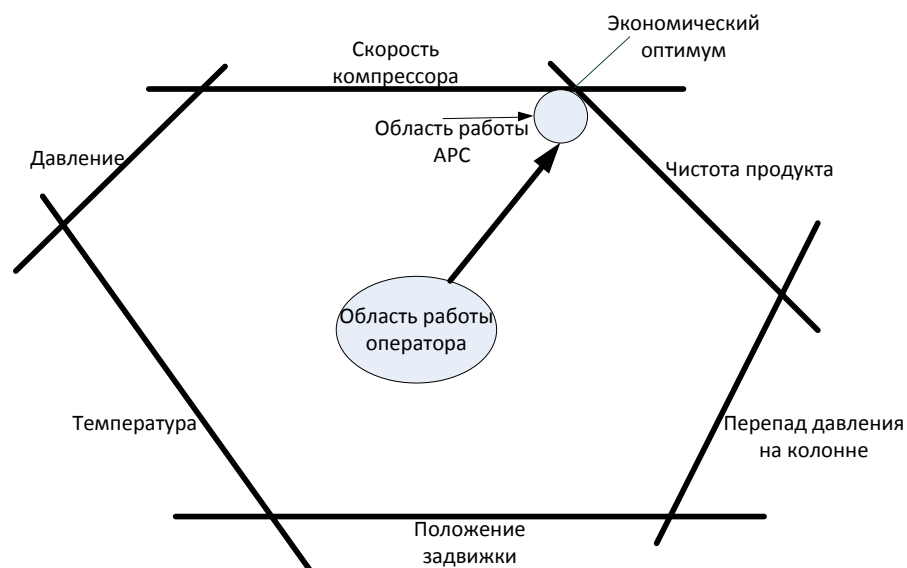 Экономический
оптимум
Скорость
компрессора
Область работы
APC
Давление
Чистота продукта
Область работы
оператора
Температура
Перепад давления
на колонне
Положение
задвижки